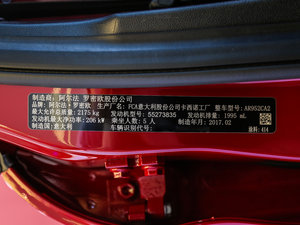 制造商：阿尔法·罗密欧股份公司
品牌：阿尔法·罗密欧 生产厂名：FCA意大利股份公司卡西诺工厂 整车型号：AR952CA2
最大允许总质量：2175 kg 发动机型号：55273835 发动机排量：1995 mL
发动机最大净功率：206 kW 乘坐人数：5 人 制造年月：2017.02
制造国：意大利 车辆识别代号：
涂料：414